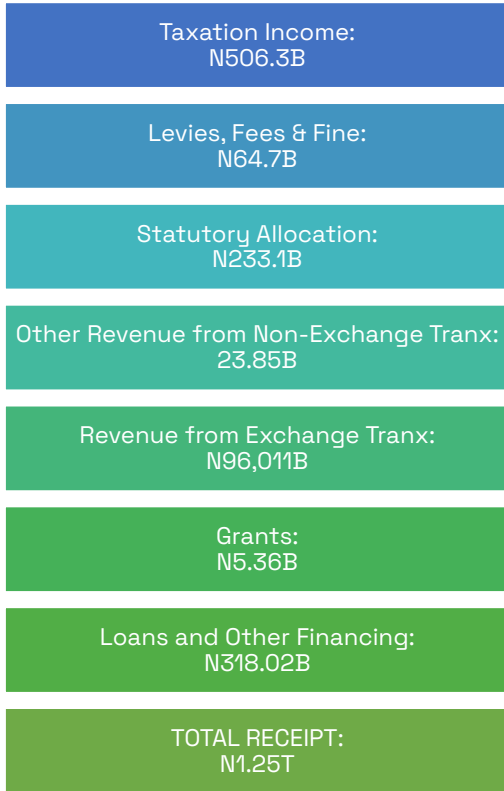 Taxation Income:
N506.3B
Levies, Fees & Fine:
N64.7B
Statutory Allocation:
N233.1B
Other Revenue from Non-Exchange Tranx:
23.85B
Revenue from Exchange Tranx:
N96,011B
Grants:
N5.36B
Loans and Other Financing:
N318.02B
TOTAL RECEIPT:
N1.25T